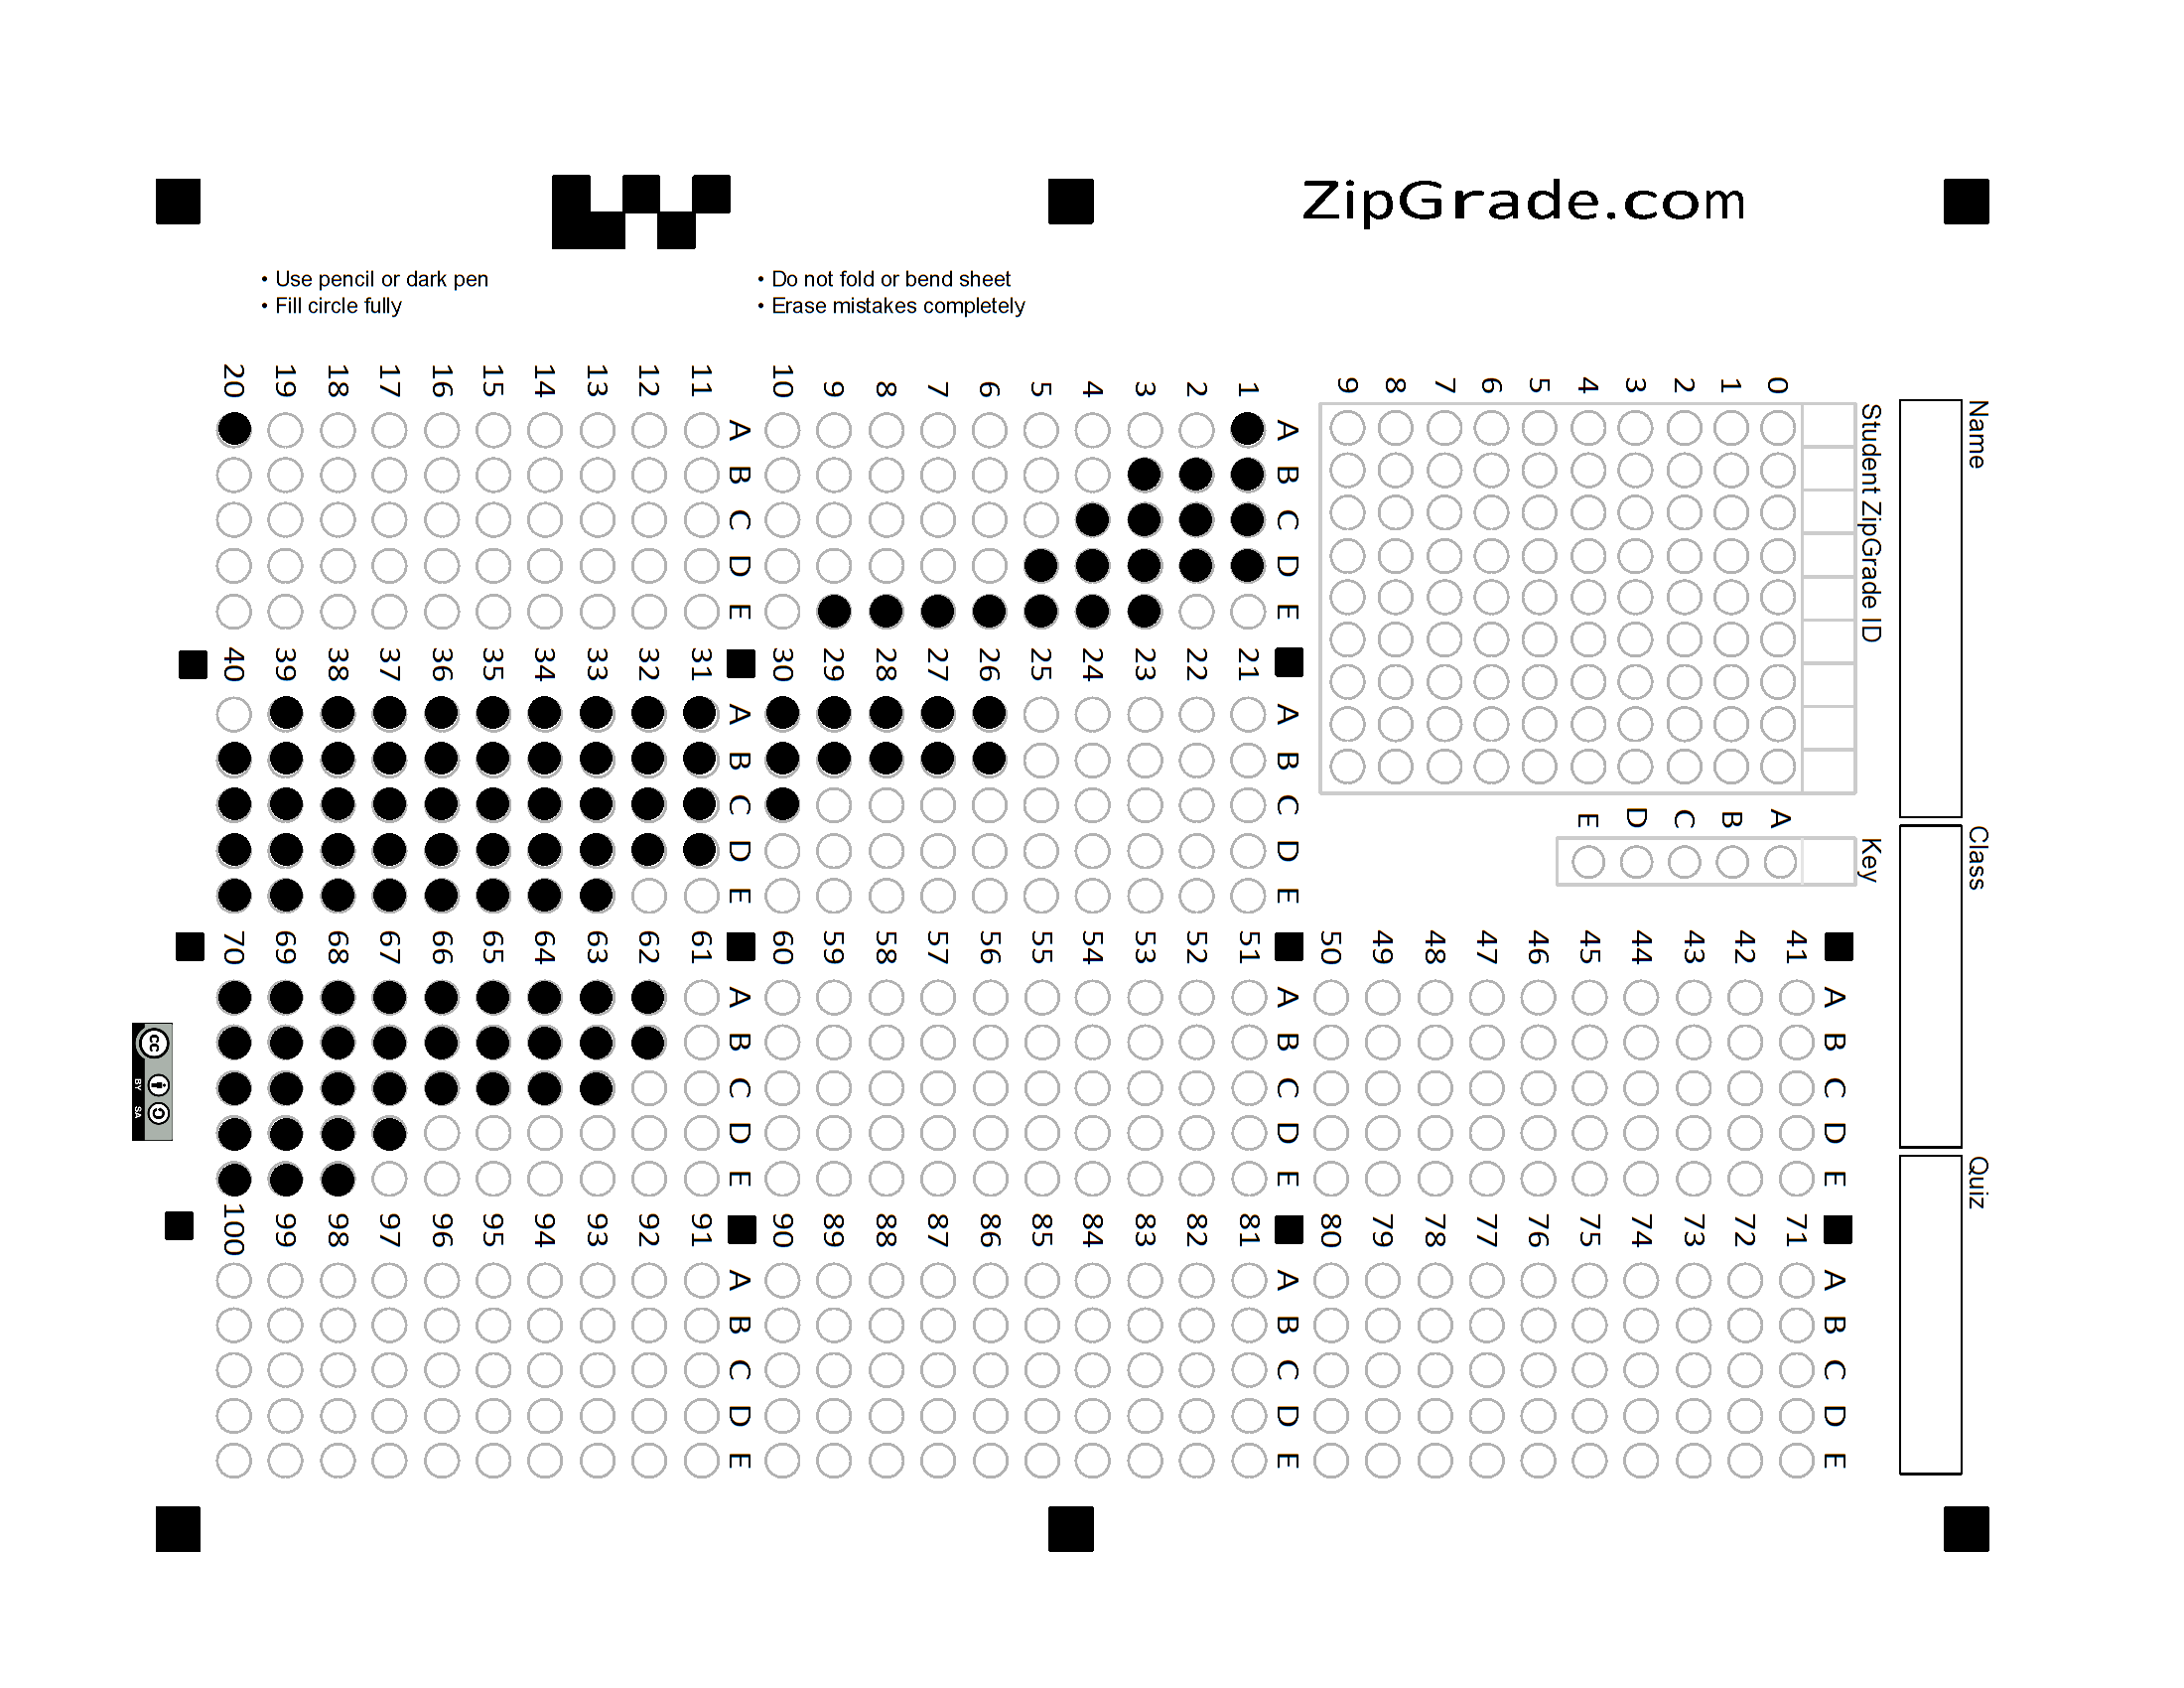 ZipGrade.com
• Use pencil or dark pen
• Fill circle fully
• Do not fold or bend sheet
• Erase mistakes completely
Name
Class
Quiz
Student ZipGrade ID
0 1 2 3 4 5 6 7 8 9
Key
A B C D E
1 2 3 4 5 6 7 8 9 10
A B C D E
11 12 13 14 15 16 17 18 19 20
A B C D E
21 22 23 24 25 26 27 28 29 30
A B C D E
31 32 33 34 35 36 37 38 39 40
A B C D E
41 42 43 44 45 46 47 48 49 50
A B C D E
51 52 53 54 55 56 57 58 59 60
A B C D E
61 62 63 64 65 66 67 68 69 70
A B C D E
71 72 73 74 75 76 77 78 79 80
A B C D E
81 82 83 84 85 86 87 88 89 90
A B C D E
91 92 93 94 95 96 97 98 99 100
A B C D E
cc BY SA